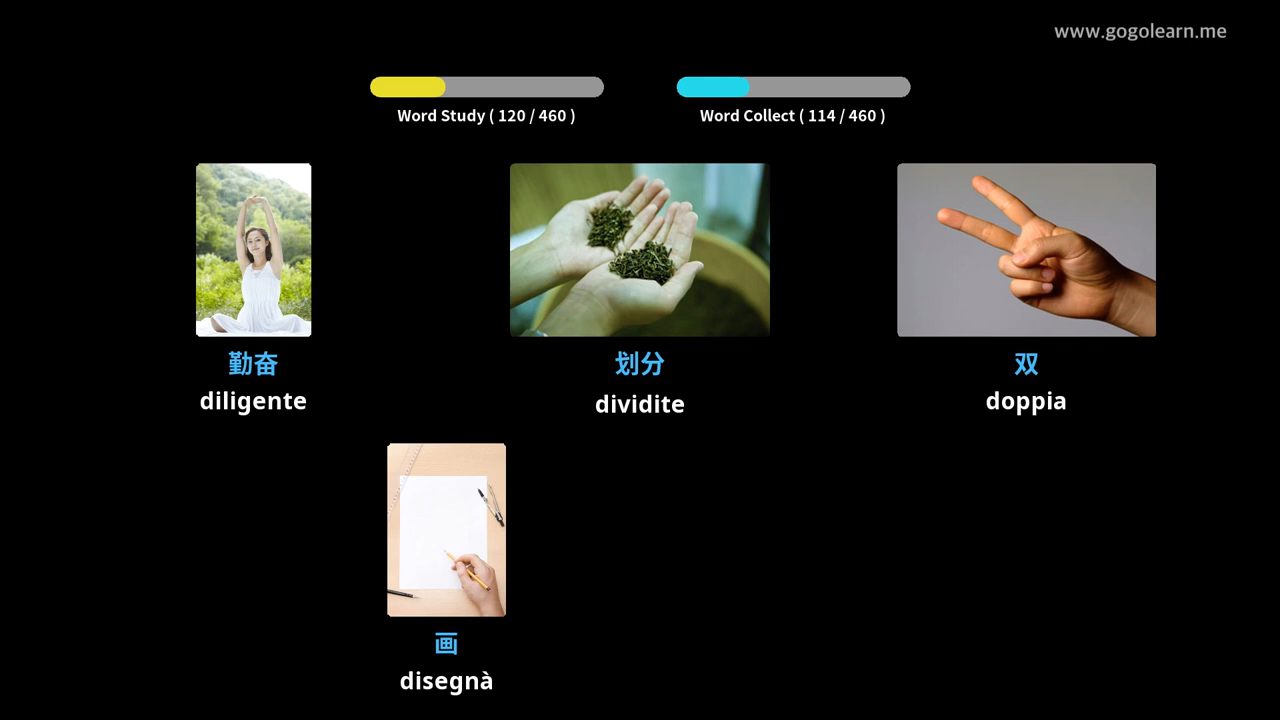 www.gogolearn.me
Word Study ( 120 / 460 )
Word Collect ( 114 / 460 )
勤奋
diligente
划分
dividite
双
doppia
画
disegnà